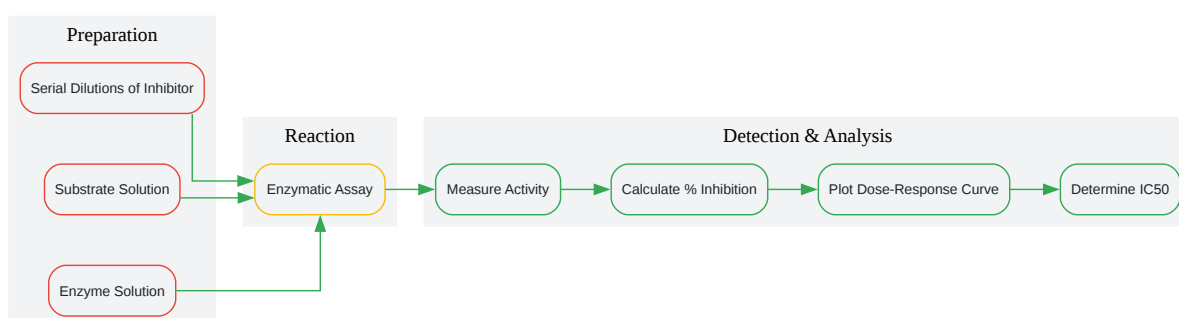 Preparation
Serial Dilutions of Inhibitor
Substrate Solution
Enzyme Solution
Reaction
Enzymatic Assay
Detection & Analysis
Measure Activity
Calculate % Inhibition
Plot Dose-Response Curve
Determine IC50